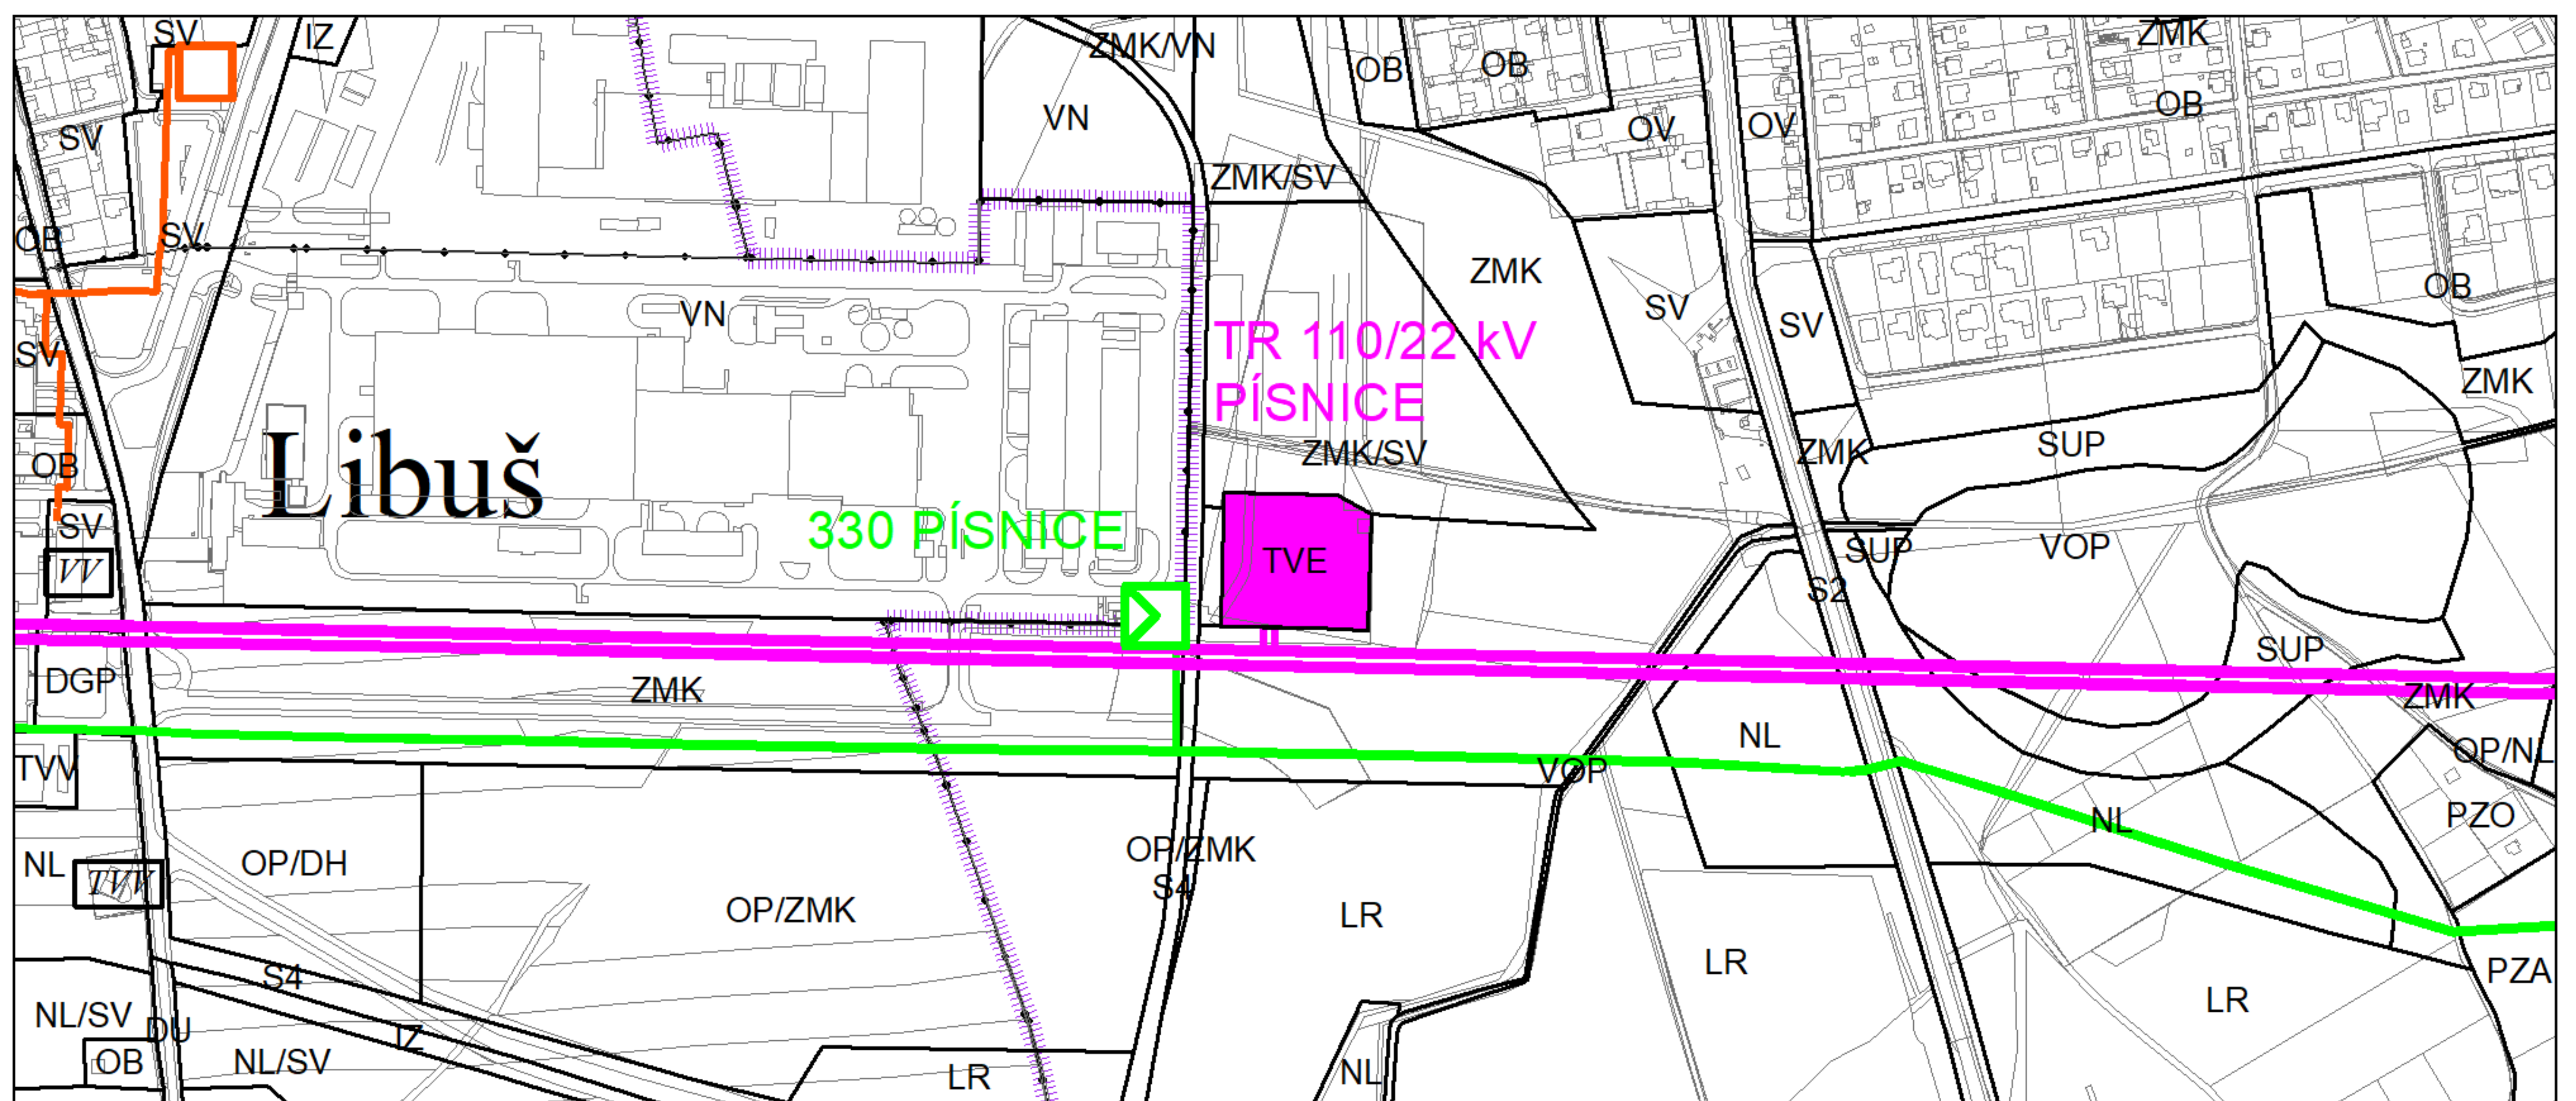 SV
IZ
ZMK/VN
OB
OB
ZMK
OB
VN
SV
OV
OV
ZMK/SV
OB
SV
ZMK
OB
VN
SV
SV
SV
TR 110/22 kV
PÍSNICE
ZMK
Libuš
ZMK/SV
ZMK
SUP
OB
SV
330 PÍSNICE
TVE
SUP
VOP
VV
S2
SUP
DGP
ZMK
ZMK
NL
OP/NL
TVV
VOP
PZO
NL
NL
OP/DH
OP/ZMK
TVV
S4
OP/ZMK
LR
LR
PZA
S4
LR
NL/SV
DU
IZ
OB
NL/SV
LR
NL